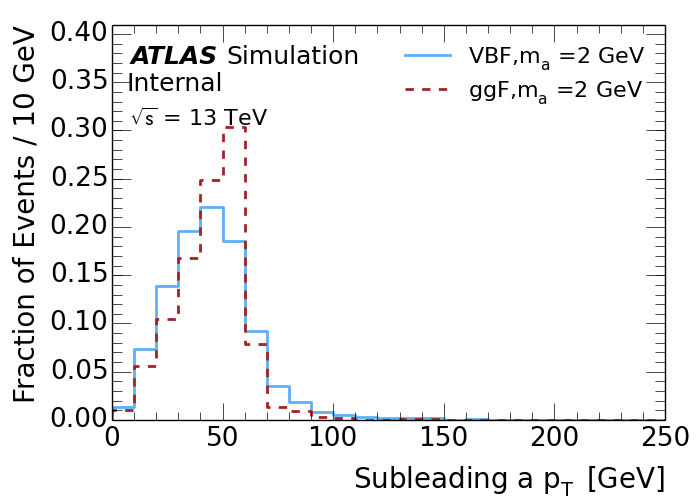 ATLAS Simulation
Internal
√s = 13 TeV
VBF,mₐ =2 GeV
ggF,mₐ =2 GeV
Fraction of Events / 10 GeV
0.40
0.35
0.30
0.25
0.20
0.15
0.10
0.05
0.00
0 50 100 150 200 250
Subleading a p_T [GeV]